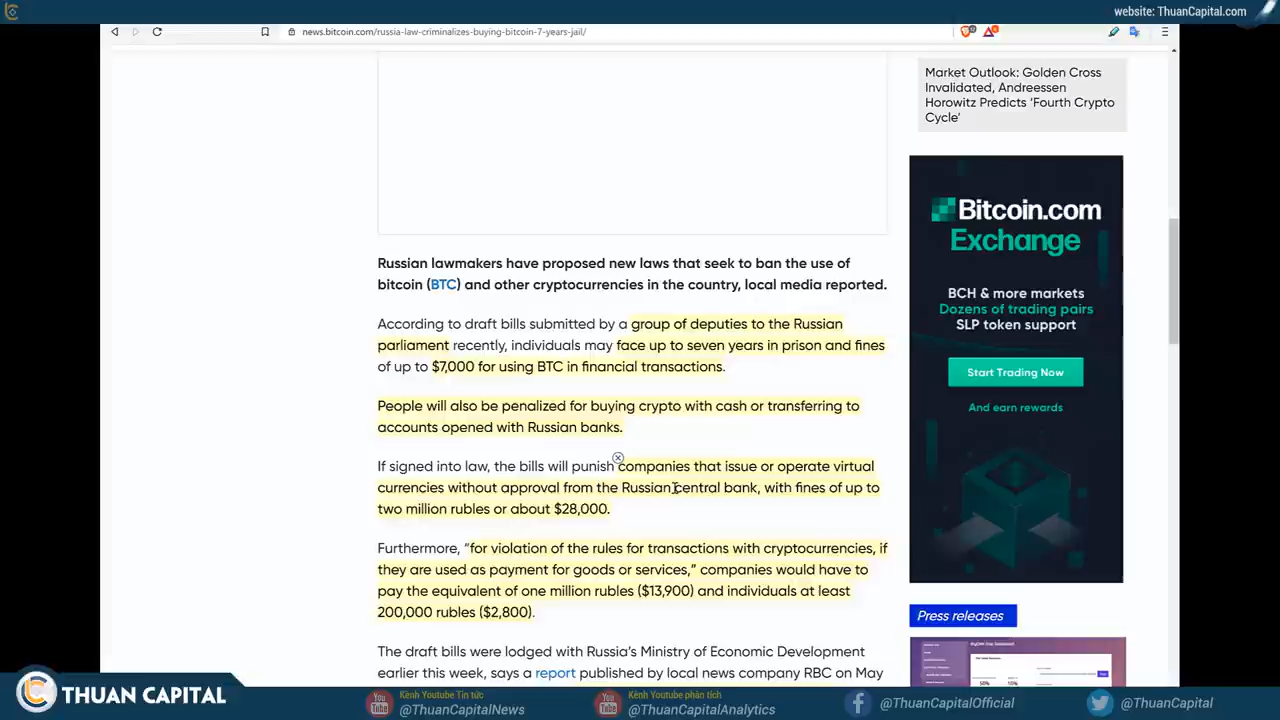 website: ThuanCapital.com
news.bitcoin.com/russia-law-criminalizes-buying-bitcoin-7-years-jail/
Market Outlook: Golden Cross
Invalidated, Andreessen
Horowitz Predicts ‘Fourth Crypto
Cycle’
Bitcoin.com
Exchange
BCH & more markets
Dozens of trading pairs
SLP token support
Start Trading Now
And earn rewards
Russian lawmakers have proposed new laws that seek to ban the use of
bitcoin (BTC) and other cryptocurrencies in the country, local media reported.
According to draft bills submitted by a group of deputies to the Russian
parliament recently, individuals may face up to seven years in prison and fines
of up to $7,000 for using BTC in financial transactions.
People will also be penalized for buying crypto with cash or transferring to
accounts opened with Russian banks.
If signed into law, the bills will punish companies that issue or operate virtual
currencies without approval from the Russian central bank, with fines of up to
two million rubles or about $28,000.
Furthermore, “for violation of the rules for transactions with cryptocurrencies, if
they are used as payment for goods or services,” companies would have to
pay the equivalent of one million rubles ($13,900) and individuals at least
200,000 rubles ($2,800).
The draft bills were lodged with Russia’s Ministry of Economic Development
earlier this week, says a report published by local news company RBC on May
Press releases
THUAN CAPITAL
You
Tube
Kênh Youtube Tin tức
@ThuanCapitalNews
You
Tube
Kênh Youtube phân tích
@ThuanCapitalAnalytics
@ThuanCapitalOfficial
@ThuanCapital